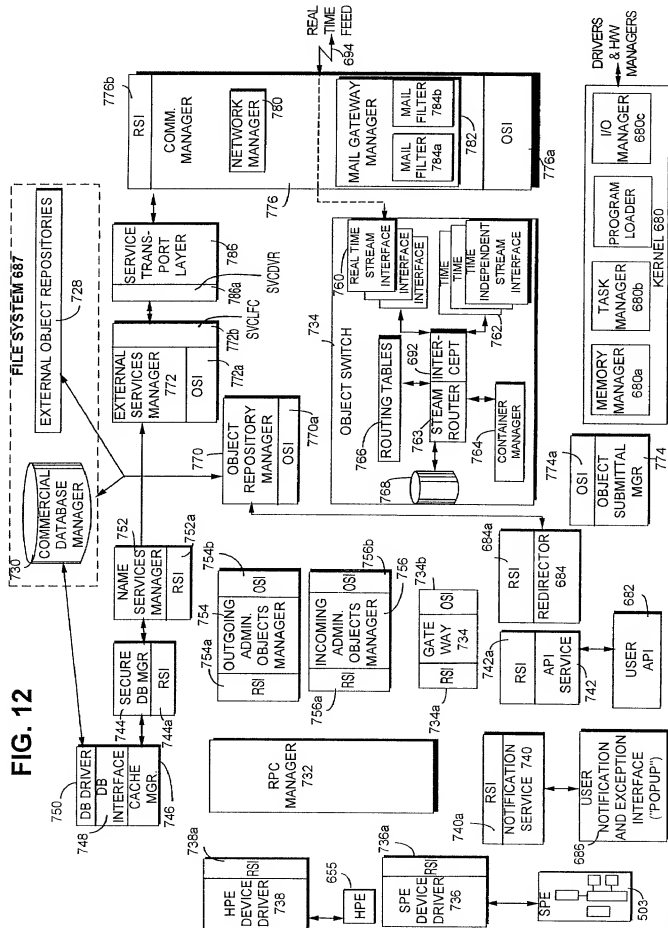 FIG. 12
FILE SYSTEM 687
EXTERNAL OBJECT REPOSITORIES
728
COMMERCIAL
DATABASE
MANAGER
730
750
DB DRIVER
748
DB
INTERFACE
CACHE
MGR.
746
744
SECURE
DB MGR
RSI
744a
752
NAME
SERVICES
MANAGER
RSI
752a
EXTERNAL
SERVICES
MANAGER
772
OSI
772a
772b
SVCLFC
SERVICE
TRANS-
PORT
LAYER
786
786a
SVCDVR
776b
RSI
COMM.
MANAGER
NETWORK
MANAGER
780
776
MAIL GATEWAY
MANAGER
MAIL
FILTER
784a
MAIL
FILTER
784b
782
OSI
776a
REAL
TIME
FEED
694
770
OBJECT
REPOSITORY
MANAGER
OSI
770a
734
OBJECT SWITCH
760
REAL TIME
STREAM
INTERFACE
INTERFACE
INTERFACE
TIME
TIME
TIME
INDEPENDENT
STREAM
INTERFACE
762
766
ROUTING TABLES
692
763
STEAM
ROUTER
INTER-
CEPT
764
CONTAINER
MANAGER
768
754a
754
754b
RSI
OUTGOING
ADMIN.
OBJECTS
MANAGER
OSI
756a
RSI
INCOMING
ADMIN.
OBJECTS
MANAGER
OSI
756b
756
734b
RSI
GATE
WAY
734
OSI
734a
RPC MANAGER
732
738a
HPE
DEVICE
DRIVER
738
RSI
655
HPE
736a
SPE
DEVICE
DRIVER
736
RSI
SPE
503
740a
RSI
NOTIFICATION
SERVICE 740
686
USER
NOTIFICATION
AND EXCEPTION
INTERFACE
("POPUP")
742a
RSI
API
SERVICE
742
USER
API
682
684a
RSI
REDIRECTOR
684
774a
OSI
OBJECT
SUBMITTAL
MGR
774
MEMORY
MANAGER
680a
TASK
MANAGER
680b
PROGRAM
LOADER
I/O
MANAGER
680c
KERNEL 680
DRIVERS
& H/W
MANAGERS